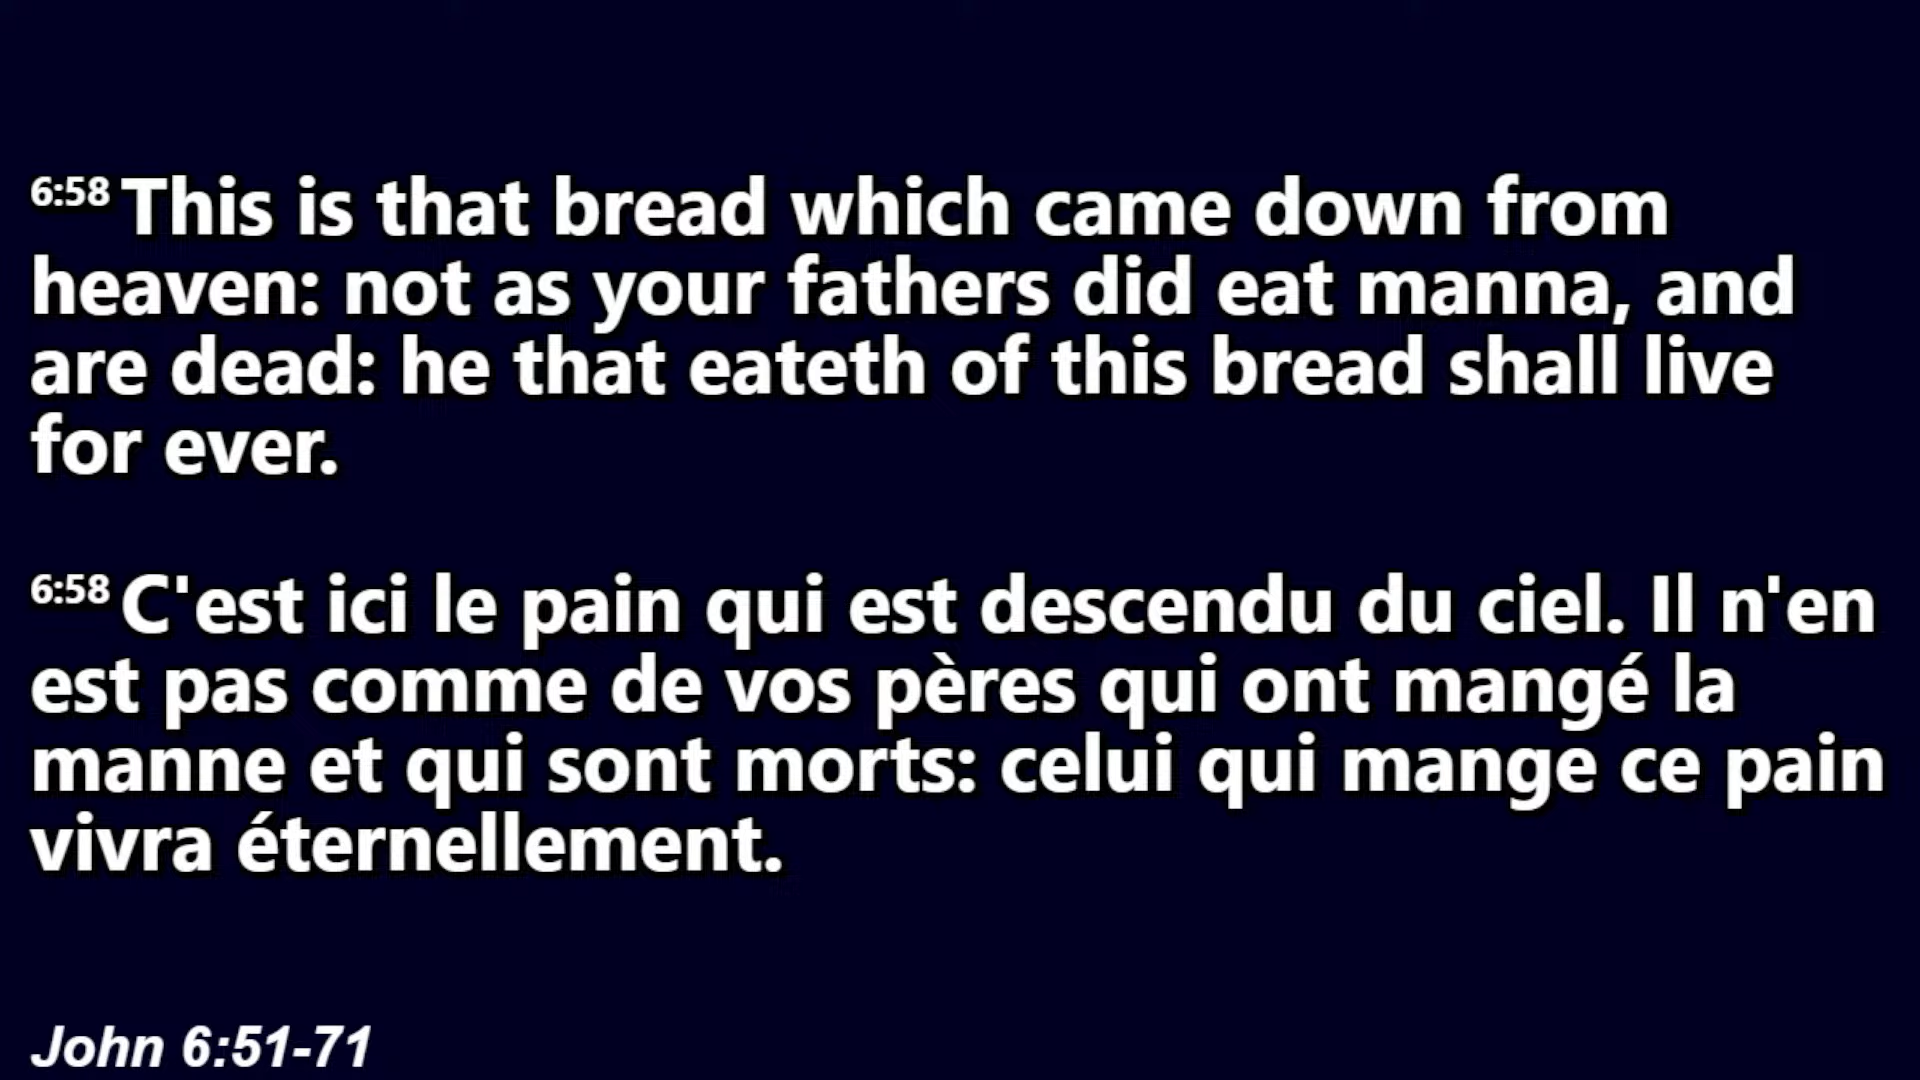 6:58 This is that bread which came down from
heaven: not as your fathers did eat manna, and
are dead: he that eateth of this bread shall live
for ever.
6:58 C'est ici le pain qui est descendu du ciel. Il n'en
est pas comme de vos pères qui ont mangé la
manne et qui sont morts: celui qui mange ce pain
vivra éternellement.
John 6:51-71